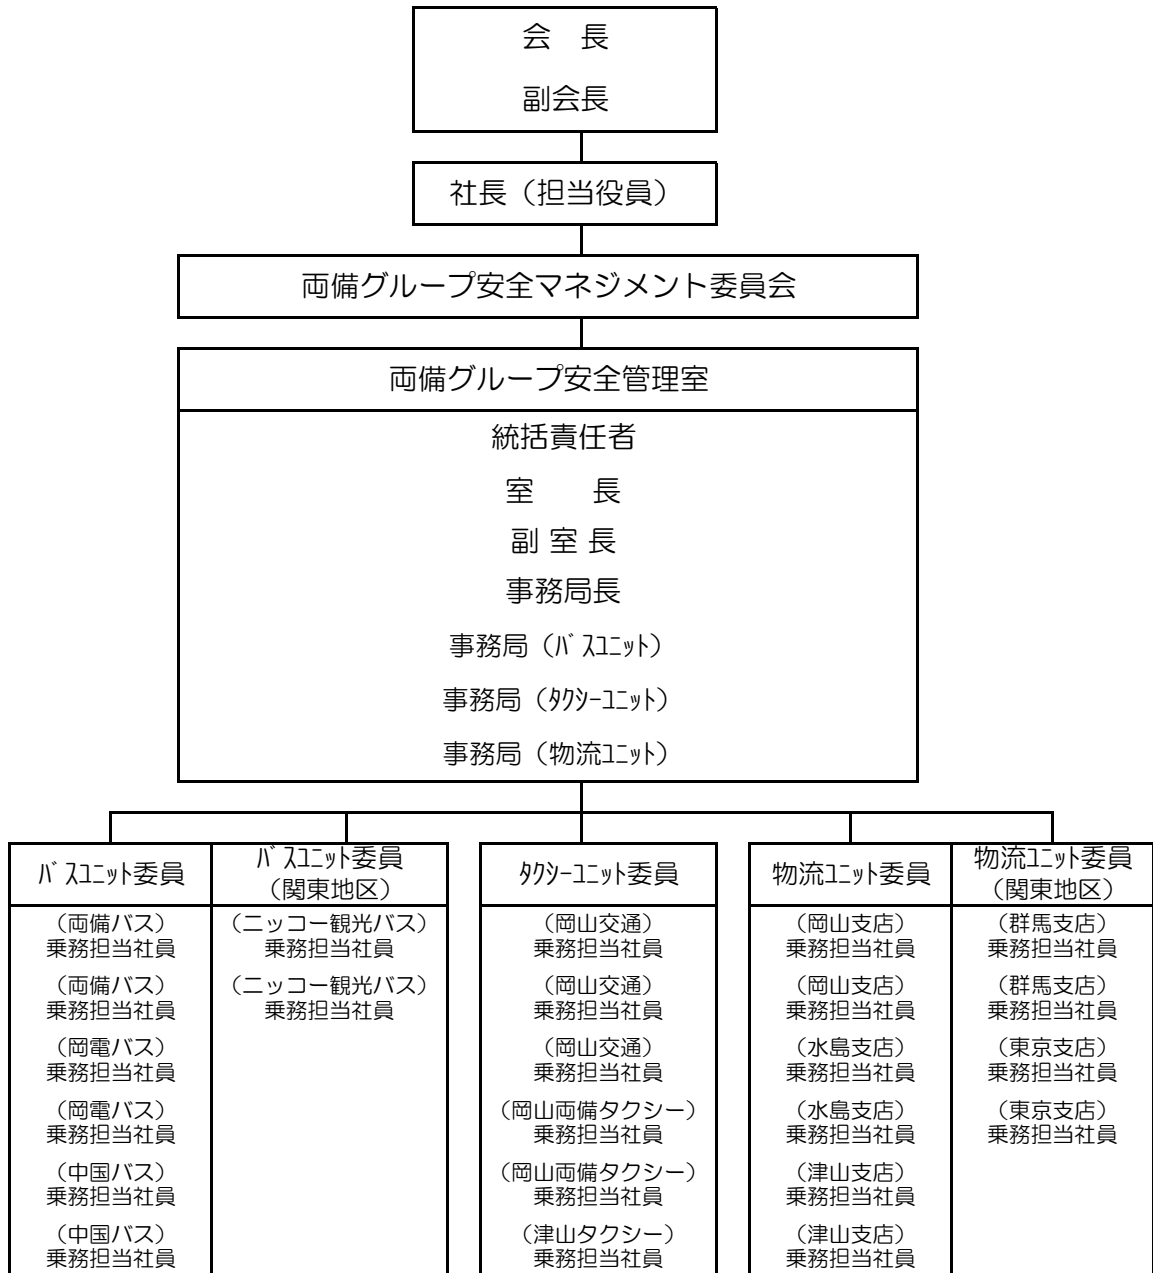 会　長
副会長
社長（担当役員）
両備グループ安全マネジメント委員会
両備グループ安全管理室
統括責任者
室　　長
副 室 長
事務局長
事務局（ﾊﾞｽﾕﾆｯﾄ）
事務局（ﾀｸｼｰﾕﾆｯﾄ）
事務局（物流ﾕﾆｯﾄ）
ﾊﾞｽﾕﾆｯﾄ委員
（両備バス）
乗務担当社員
（両備バス）
乗務担当社員
（岡電バス）
乗務担当社員
（岡電バス）
乗務担当社員
（中国バス）
乗務担当社員
（中国バス）
乗務担当社員
ﾊﾞｽﾕﾆｯﾄ委員
（関東地区）
（ニッコー観光バス）
乗務担当社員
（ニッコー観光バス）
乗務担当社員
ﾀｸｼｰﾕﾆｯﾄ委員
（岡山交通）
乗務担当社員
（岡山交通）
乗務担当社員
（岡山交通）
乗務担当社員
（岡山両備タクシー）
乗務担当社員
（岡山両備タクシー）
乗務担当社員
（津山タクシー）
乗務担当社員
物流ﾕﾆｯﾄ委員
（岡山支店）
乗務担当社員
（岡山支店）
乗務担当社員
（水島支店）
乗務担当社員
（水島支店）
乗務担当社員
（津山支店）
乗務担当社員
（津山支店）
乗務担当社員
物流ﾕﾆｯﾄ委員
（関東地区）
（群馬支店）
乗務担当社員
（群馬支店）
乗務担当社員
（東京支店）
乗務担当社員
（東京支店）
乗務担当社員